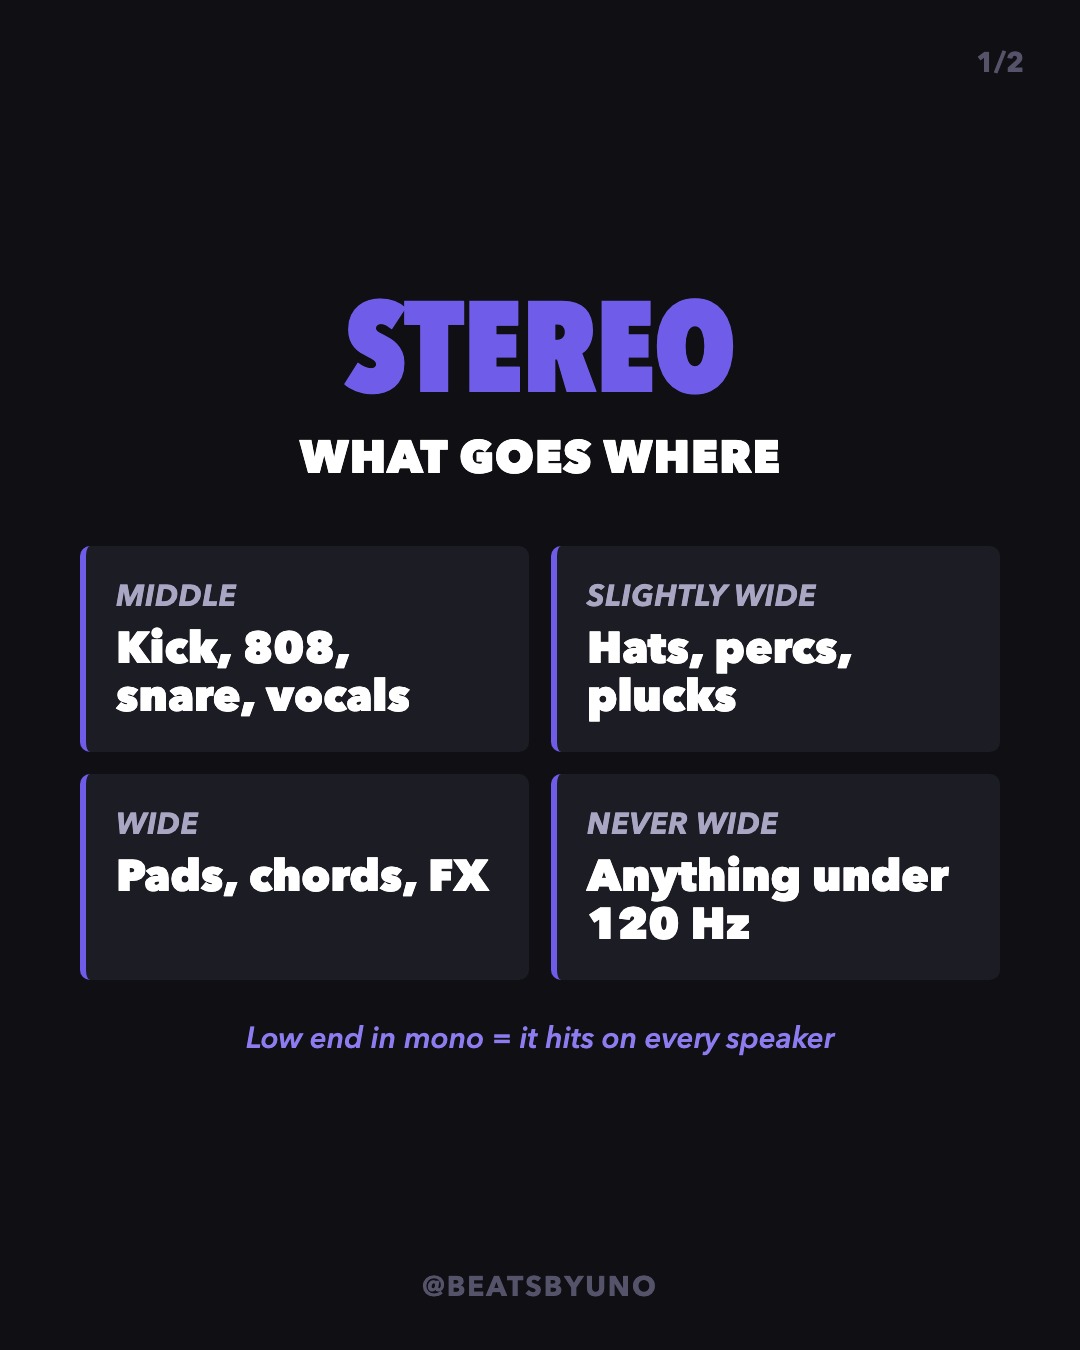 1/2
STEREO
WHAT GOES WHERE
MIDDLE
Kick, 808,
snare, vocals
SLIGHTLY WIDE
Hats, percs,
plucks
WIDE
Pads, chords, FX
NEVER WIDE
Anything under
120 Hz
Low end in mono = it hits on every speaker
@BEATSBYUNO